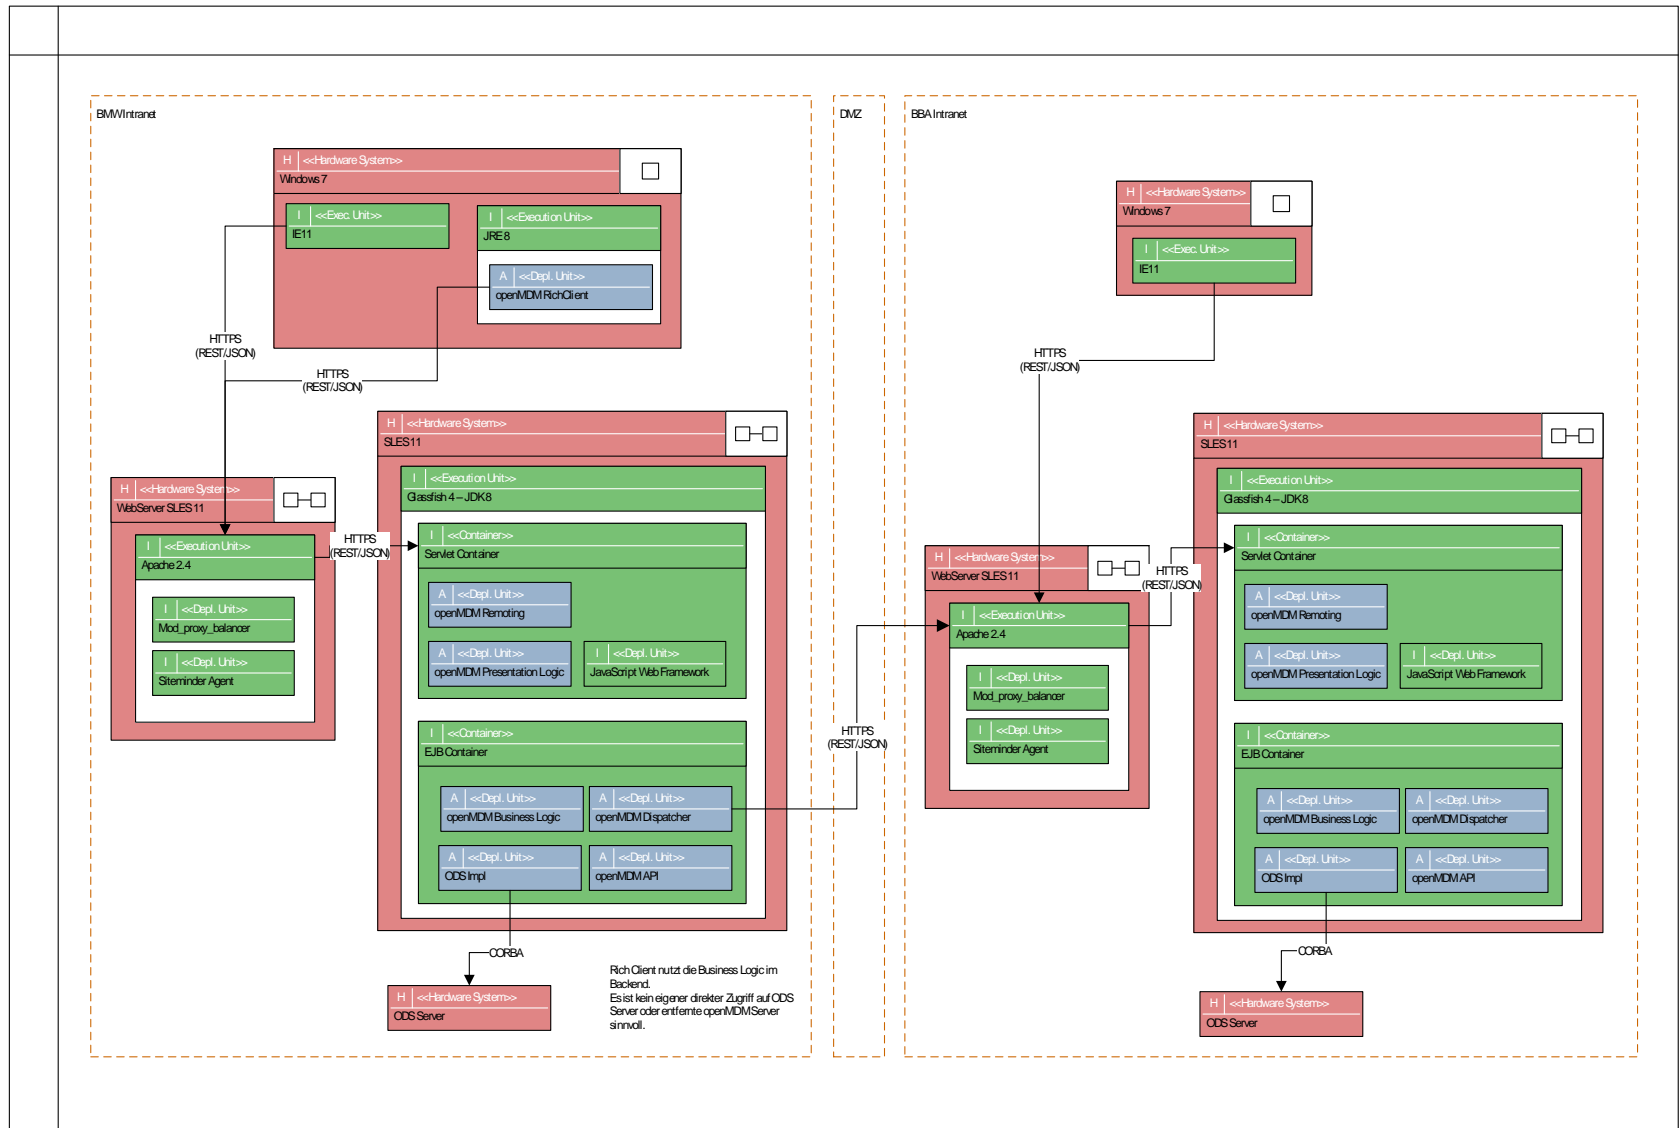 BMW Intranet
DMZ
BBA Intranet
H <<Hardware System>>
Windows 7
I <<Exec. Unit>>
IE11
I <<Execution Unit>>
JRE 8
A <<Depl. Unit>>
openMDM RichClient
HTTPS
(REST/JSON)
HTTPS
(REST/JSON)
H <<Hardware System>>
WebServer SLES 11
I <<Execution Unit>>
Apache 2.4
I <<Depl. Unit>>
Mod_proxy_balancer
I <<Depl. Unit>>
Siteminder Agent
HTTPS
(REST/JSON)
H <<Hardware System>>
SLES 11
I <<Execution Unit>>
Glassfish 4 – JDK8
I <<Container>>
Servlet Container
A <<Depl. Unit>>
openMDM Remoting
A <<Depl. Unit>>
openMDM Presentation Logic
I <<Depl. Unit>>
JavaScript Web Framework
I <<Container>>
EJB Container
A <<Depl. Unit>>
openMDM Business Logic
A <<Depl. Unit>>
openMDM Dispatcher
A <<Depl. Unit>>
ODS Impl
A <<Depl. Unit>>
openMDM API
CORBA
H <<Hardware System>>
ODS Server
Rich Client nutzt die Business Logic im
Backend.
Es ist kein eigener direkter Zugriff auf ODS
Server oder entfernte openMDM Server
sinnvoll.
HTTPS
(REST/JSON)
H <<Hardware System>>
Windows 7
I <<Exec. Unit>>
IE11
HTTPS
(REST/JSON)
H <<Hardware System>>
WebServer SLES 11
I <<Execution Unit>>
Apache 2.4
I <<Depl. Unit>>
Mod_proxy_balancer
I <<Depl. Unit>>
Siteminder Agent
HTTPS
(REST/JSON)
H <<Hardware System>>
SLES 11
I <<Execution Unit>>
Glassfish 4 – JDK8
I <<Container>>
Servlet Container
A <<Depl. Unit>>
openMDM Remoting
A <<Depl. Unit>>
openMDM Presentation Logic
I <<Depl. Unit>>
JavaScript Web Framework
I <<Container>>
EJB Container
A <<Depl. Unit>>
openMDM Business Logic
A <<Depl. Unit>>
openMDM Dispatcher
A <<Depl. Unit>>
ODS Impl
A <<Depl. Unit>>
openMDM API
CORBA
H <<Hardware System>>
ODS Server